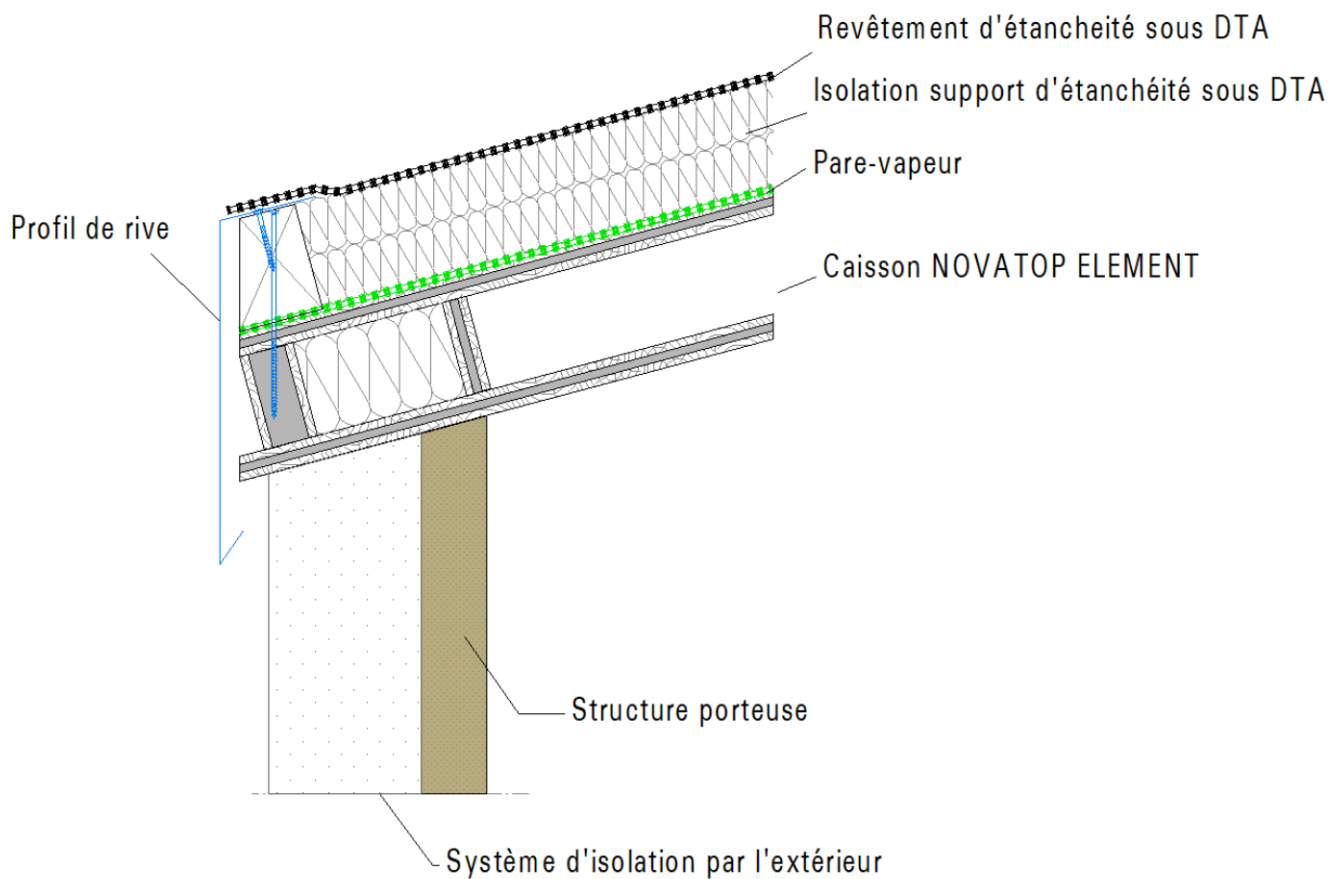 Revêtement d'étancheité sous DTA
Isolation support d'étanchéité sous DTA
Pare-vapeur
Profil de rive
Caisson NOVATOP ELEMENT
Structure porteuse
Système d'isolation par l'extérieur